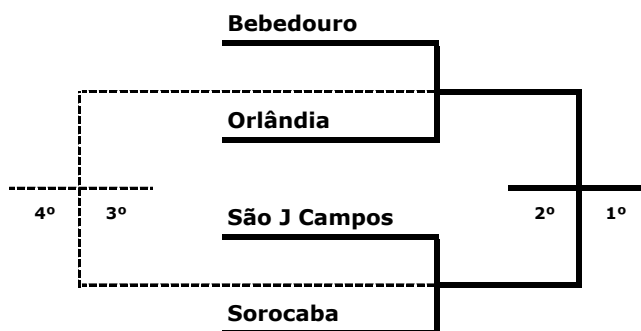 Bebedouro
Orlândia
4º 3º
São J Campos
2º 1º
Sorocaba